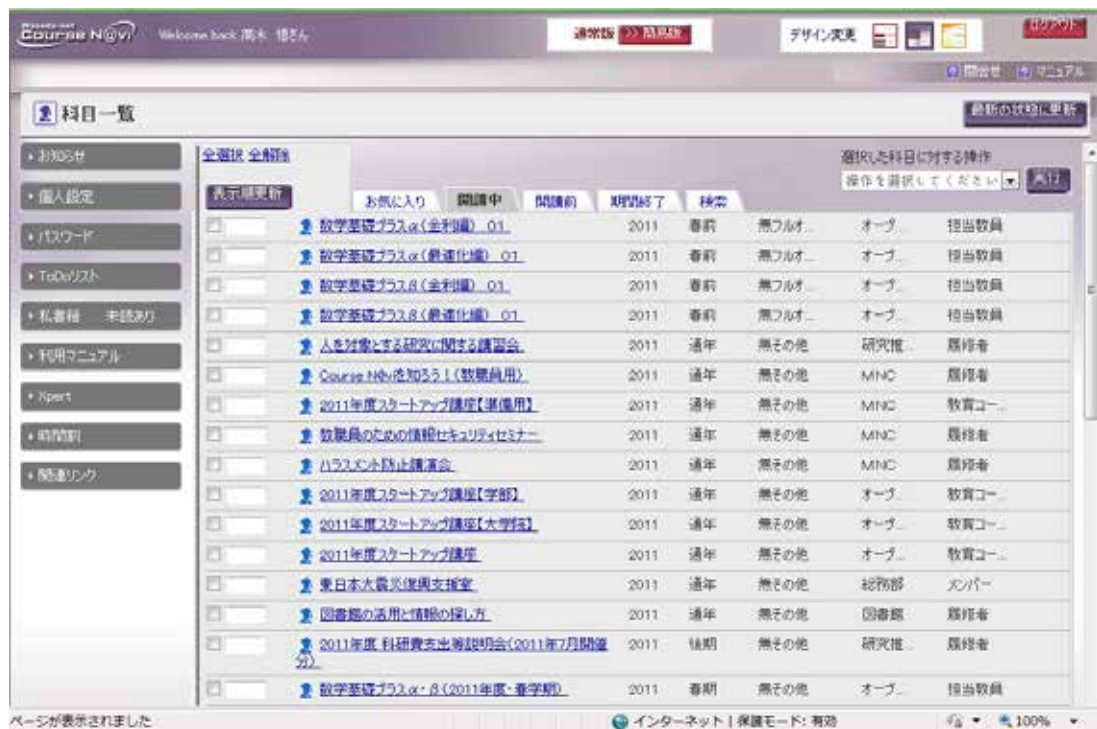 Course N@vi Welcome back 高木 悟さん 通常版 >> 簡易版 デザイン変更 ログアウト
問合せ マニュアル
科目一覧 最新の状態に更新
お知らせ
個人設定
パスワード
ToDoリスト
私書箱 未読あり
利用マニュアル
Xpert
時間割
関連リンク
全選択 全解除 選択した科目に対する操作
操作を選択してください 実行
表示順更新 お気に入り 開講中 開講前 期間終了 検索
数学基礎プラスα(金利編) 01 2011 春前 無フルオ... オープ... 担当教員
数学基礎プラスα(最適化編) 01 2011 春前 無フルオ... オープ... 担当教員
数学基礎プラスβ(金利編) 01 2011 春前 無フルオ... オープ... 担当教員
数学基礎プラスβ(最適化編) 01 2011 春前 無フルオ... オープ... 担当教員
人を対象とする研究に関する講習会 2011 通年 無その他 研究推... 履修者
Course N@viを知ろう!(教職員用) 2011 通年 無その他 MNC 履修者
2011年度スタートアップ講座【準備用】 2011 通年 無その他 MNC 教育コー...
教職員のための情報セキュリティセミナー 2011 通年 無その他 MNC 履修者
ハラスメント防止講演会 2011 通年 無その他 MNC 履修者
2011年度スタートアップ講座【学部】 2011 通年 無その他 オープ... 教育コー...
2011年度スタートアップ講座【大学院】 2011 通年 無その他 オープ... 教育コー...
2011年度スタートアップ講座 2011 通年 無その他 オープ... 教育コー...
東日本大震災復興支援室 2011 通年 無その他 総務部 メンバー
図書館の活用と情報の探し方 2011 通年 無その他 図書館 履修者
2011年度 科研費支出等説明会(2011年7月開催 2011 後期 無その他 研究推... 履修者
分)
数学基礎プラスα・β(2011年度・春学期) 2011 春期 無その他 オープ... 担当教員
ページが表示されました インターネット | 保護モード: 有効 100%